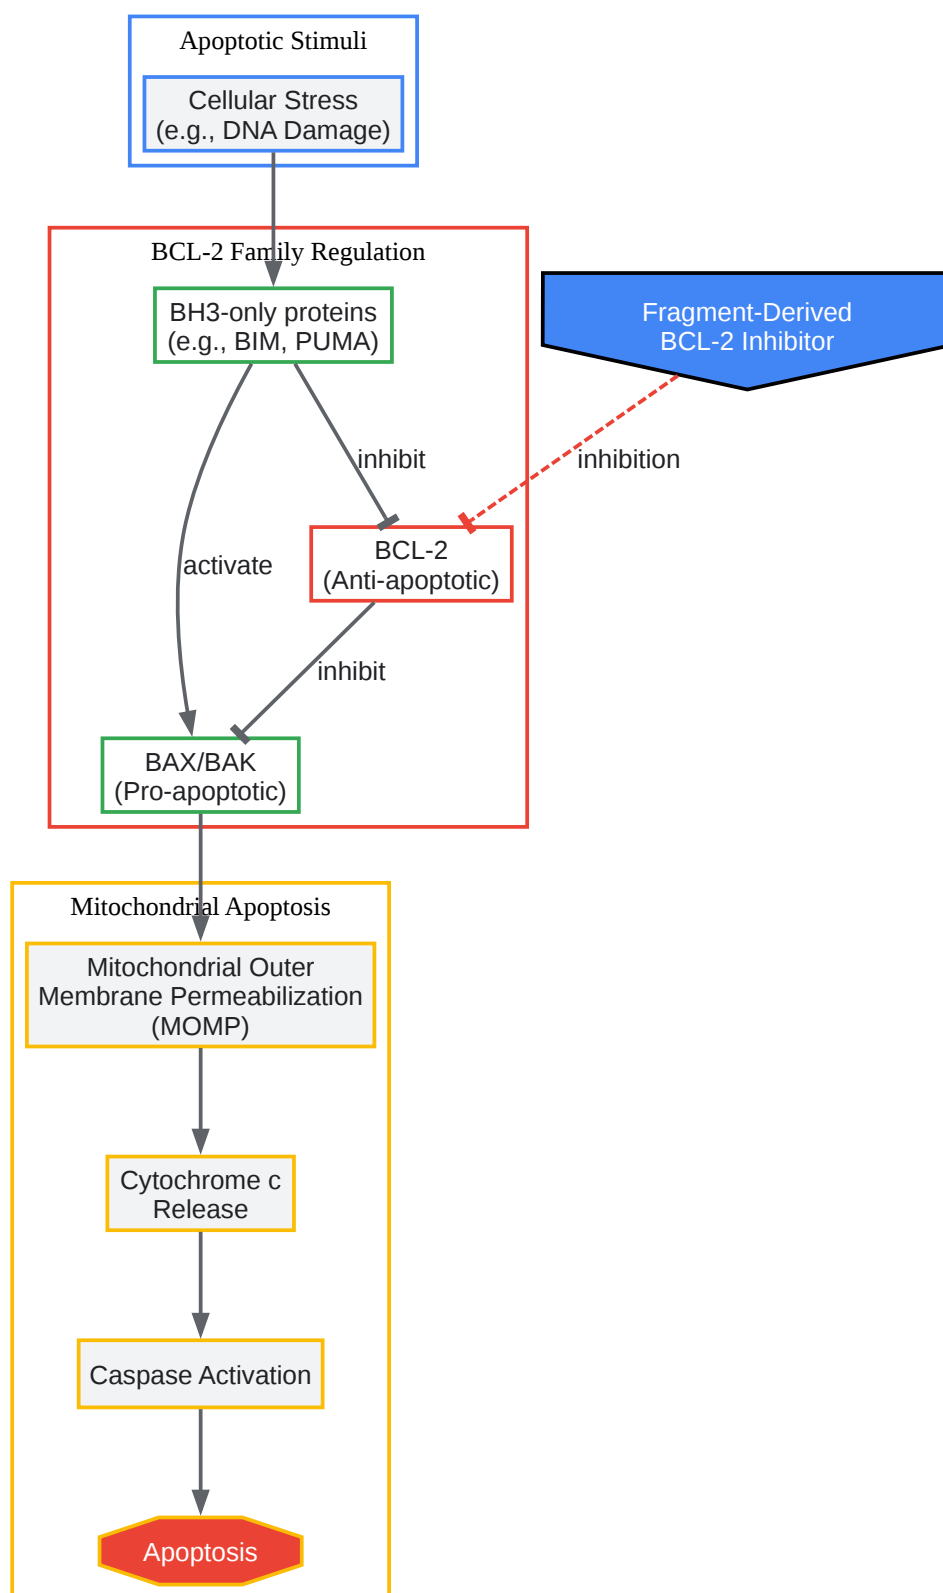 Apoptotic Stimuli
Cellular Stress
(e.g., DNA Damage)
BCL-2 Family Regulation
BH3-only proteins
(e.g., BIM, PUMA)
Fragment-Derived
BCL-2 Inhibitor
inhibit
inhibition
BCL-2
(Anti-apoptotic)
activate
inhibit
BAX/BAK
(Pro-apoptotic)
Mitochondrial Apoptosis
Mitochondrial Outer
Membrane Permeabilization
(MOMP)
Cytochrome c
Release
Caspase Activation
Apoptosis